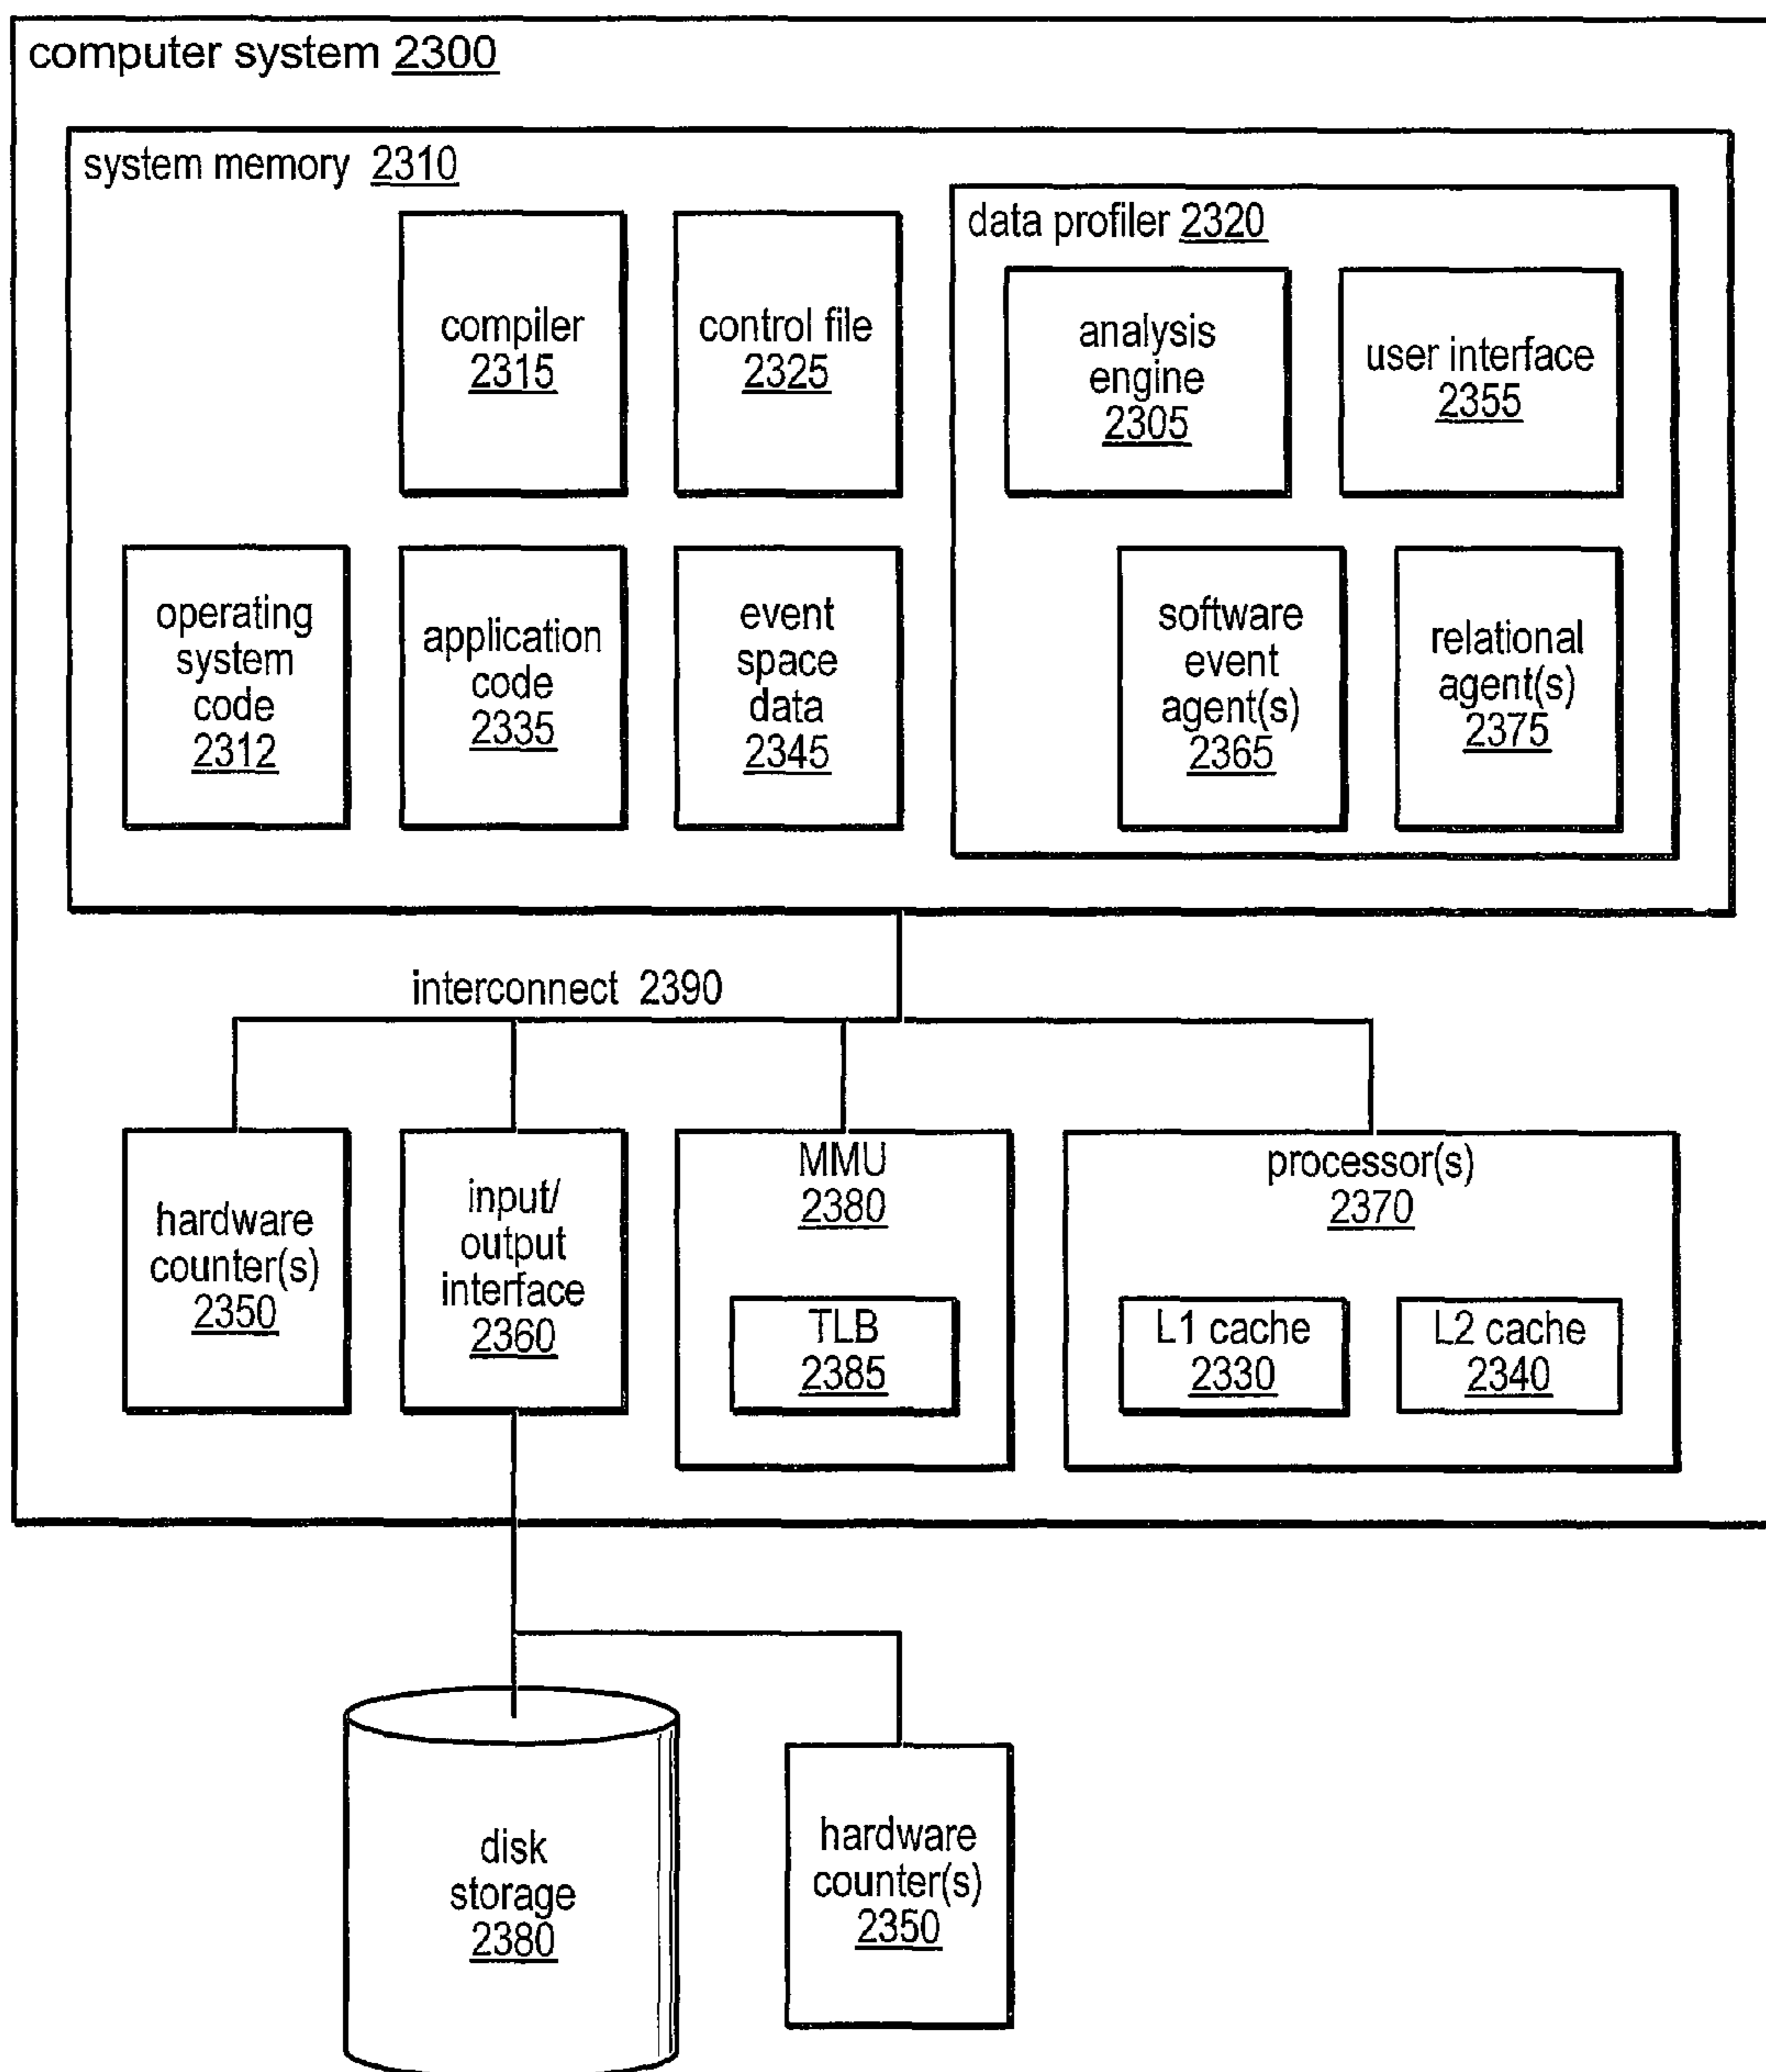 computer system 2300
system memory 2310
data profiler 2320
compiler
2315
control file
2325
analysis
engine
2305
user interface
2355
operating
system
code
2312
application
code
2335
event
space
data
2345
software
event
agent(s)
2365
relational
agent(s)
2375
interconnect 2390
hardware
counter(s)
2350
input/
output
interface
2360
MMU
2380
TLB
2385
processor(s)
2370
L1 cache
2330
L2 cache
2340
disk
storage
2380
hardware
counter(s)
2350